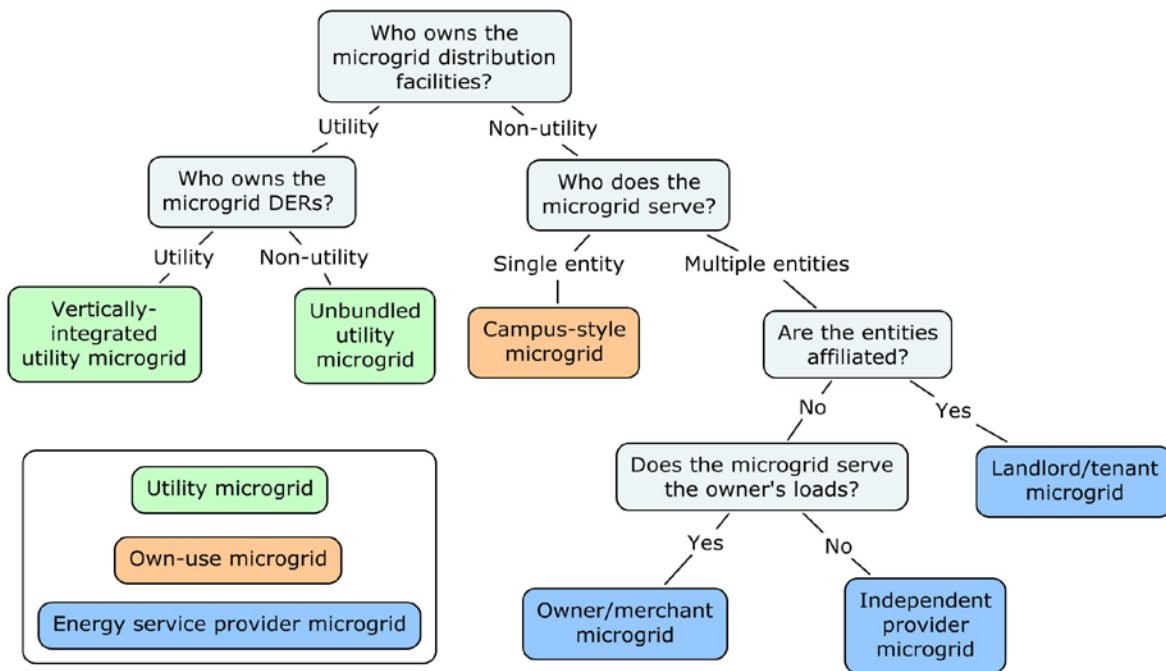 Who owns the
microgrid distribution
facilities?
Utility
Non-utility
Who owns the
microgrid DERs?
Who does the
microgrid serve?
Utility
Non-utility
Single entity
Multiple entities
Vertically-
integrated
utility microgrid
Unbundled
utility
microgrid
Campus-style
microgrid
Are the entities
affiliated?
No
Yes
Does the microgrid serve
the owner's loads?
Landlord/tenant
microgrid
Yes
No
Owner/merchant
microgrid
Independent
provider
microgrid
Utility microgrid
Own-use microgrid
Energy service provider microgrid